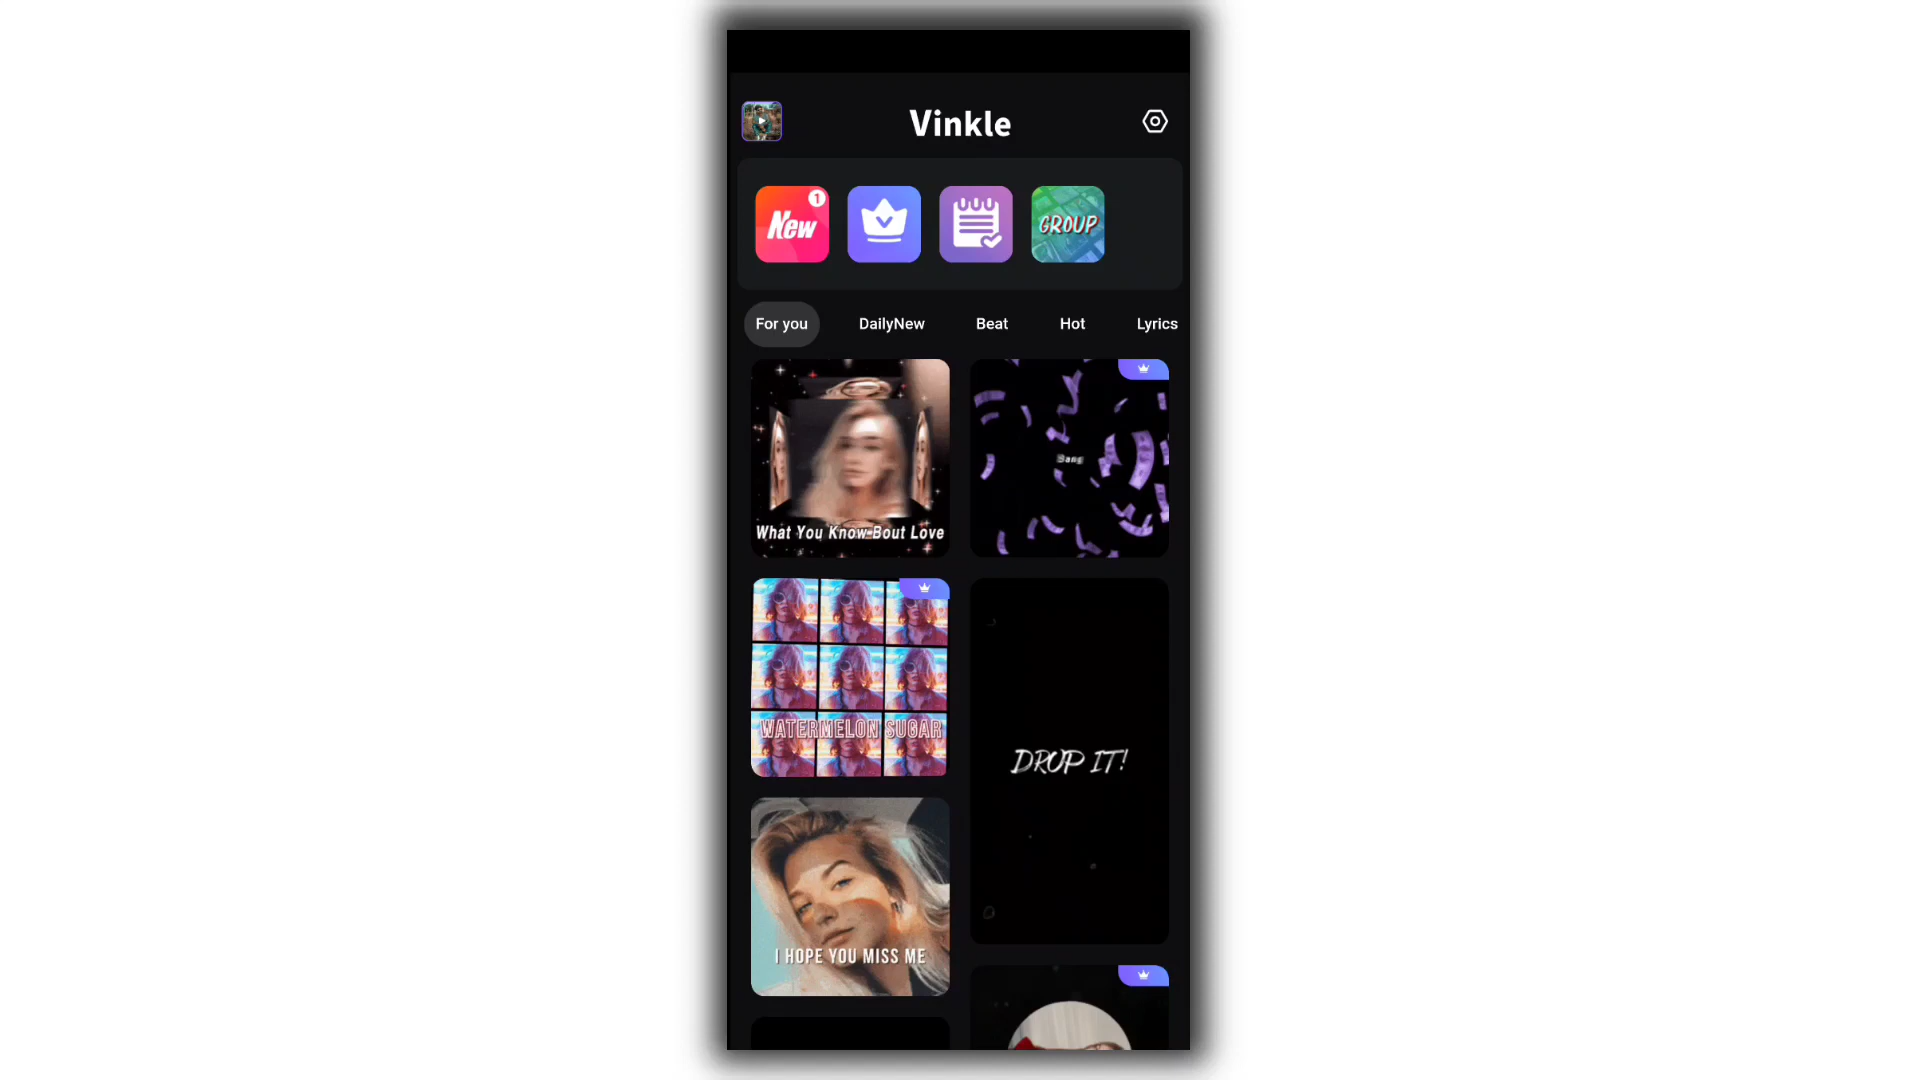 Vinkle
New
1
GROUP
For you
DailyNew
Beat
Hot
Lyrics
What You Know Bout Love
Bang
WATERMELON SUGAR
DROP IT!
I HOPE YOU MISS ME